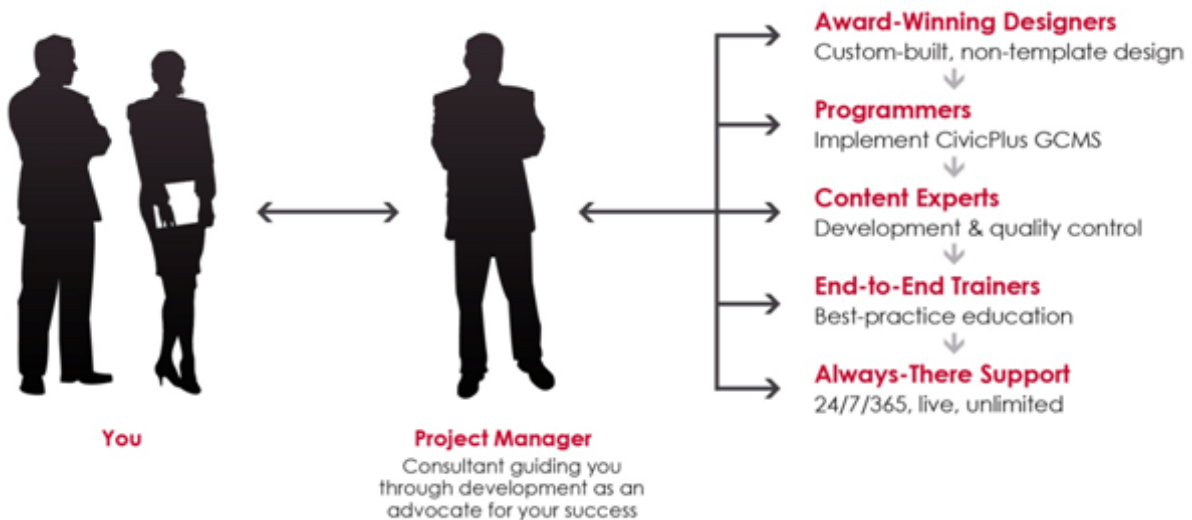 Award-Winning Designers
Custom-built, non-template design
Programmers
Implement CivicPlus GCMS
Content Experts
Development & quality control
End-to-End Trainers
Best-practice education
Always-There Support
24/7/365, live, unlimited
You
Project Manager
Consultant guiding you
through development as an
advocate for your success